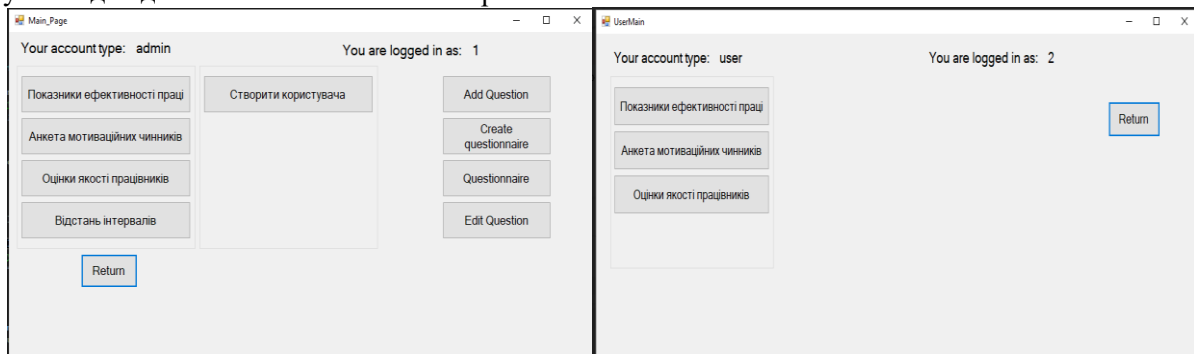 Main_Page
Your account type: admin
You are logged in as: 1
Показники ефективності праці
Анкета мотиваційних чинників
Оцінки якості працівників
Відстань інтервалів
Створити користувача
Add Question
Create
questionnaire
Questionnaire
Edit Question
Return
UserMain
Your account type: user
You are logged in as: 2
Показники ефективності праці
Анкета мотиваційних чинників
Оцінки якості працівників
Return